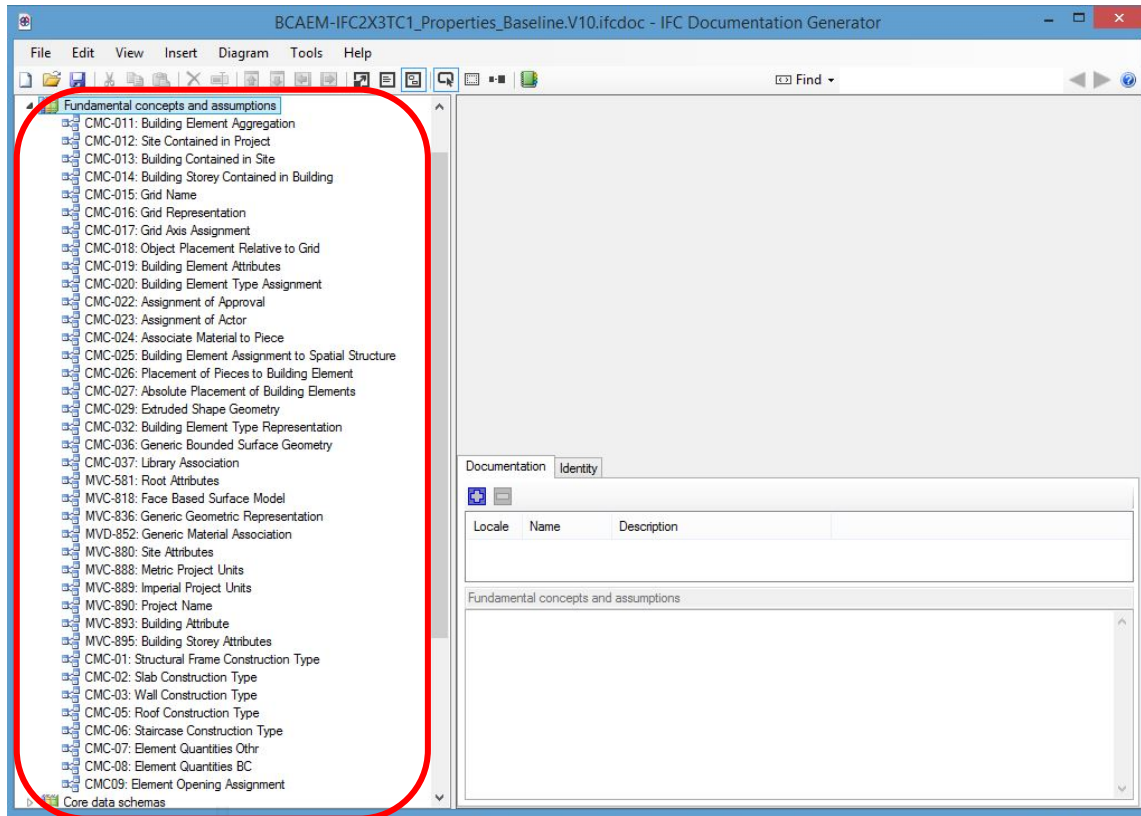 BCAEM-IFC2X3TC1_Properties_Baseline.V10.ifcdoc - IFC Documentation Generator
File Edit View Insert Diagram Tools Help
Find
Fundamental concepts and assumptions
CMC-011: Building Element Aggregation
CMC-012: Site Contained in Project
CMC-013: Building Contained in Site
CMC-014: Building Storey Contained in Building
CMC-015: Grid Name
CMC-016: Grid Representation
CMC-017: Grid Axis Assignment
CMC-018: Object Placement Relative to Grid
CMC-019: Building Element Attributes
CMC-020: Building Element Type Assignment
CMC-022: Assignment of Approval
CMC-023: Assignment of Actor
CMC-024: Associate Material to Piece
CMC-025: Building Element Assignment to Spatial Structure
CMC-026: Placement of Pieces to Building Element
CMC-027: Absolute Placement of Building Elements
CMC-029: Extruded Shape Geometry
CMC-032: Building Element Type Representation
CMC-036: Generic Bounded Surface Geometry
CMC-037: Library Association
MVC-581: Root Attributes
MVC-818: Face Based Surface Model
MVC-836: Generic Geometric Representation
MVD-852: Generic Material Association
MVC-880: Site Attributes
MVC-888: Metric Project Units
MVC-889: Imperial Project Units
MVC-890: Project Name
MVC-893: Building Attribute
MVC-895: Building Storey Attributes
CMC-01: Structural Frame Construction Type
CMC-02: Slab Construction Type
CMC-03: Wall Construction Type
CMC-05: Roof Construction Type
CMC-06: Staircase Construction Type
CMC-07: Element Quantities Othr
CMC-08: Element Quantities BC
CMC09: Element Opening Assignment
Core data schemas
Documentation Identity
Locale Name Description
Fundamental concepts and assumptions